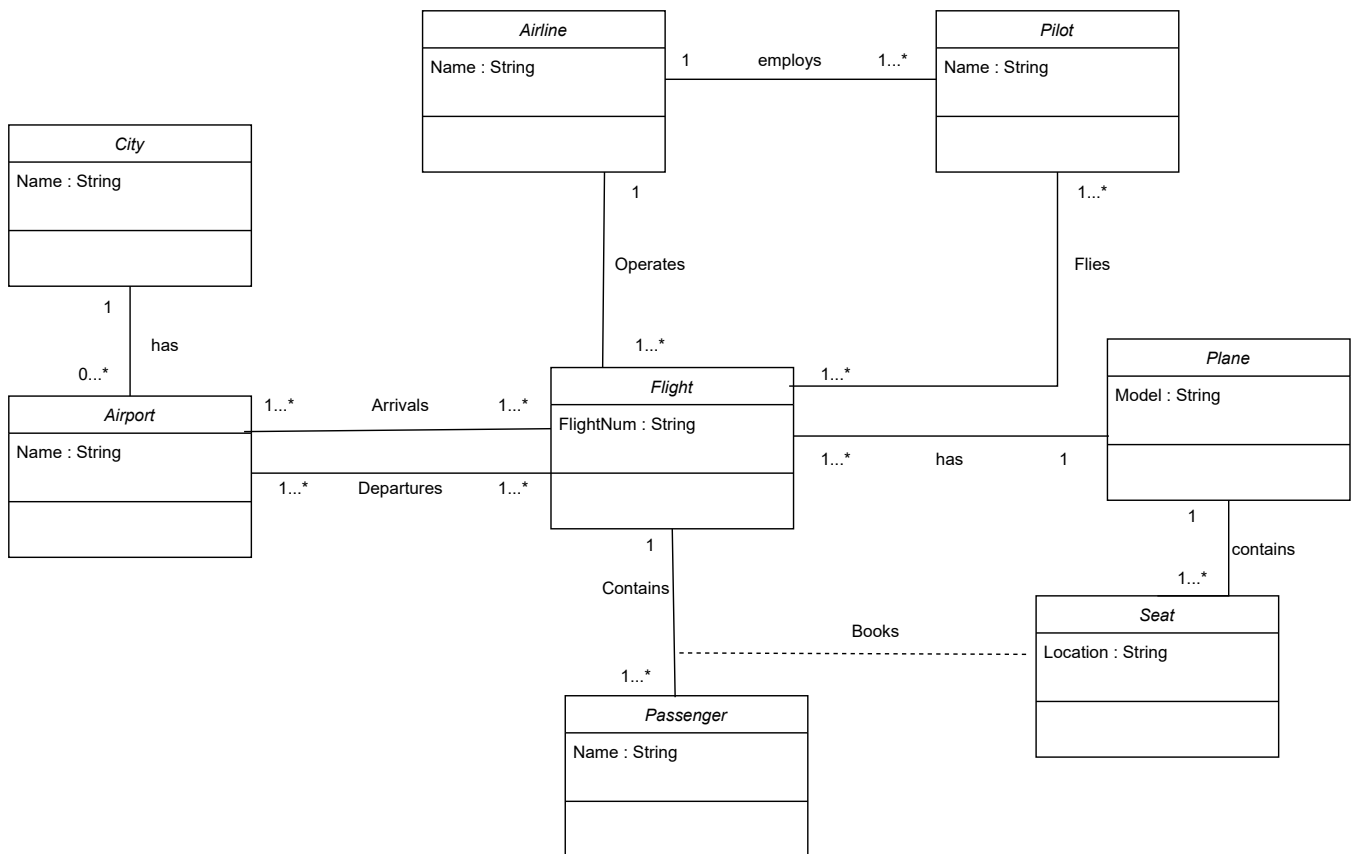 Airline
Name : String
1 employs 1...*
Pilot
Name : String
City
Name : String
1
1...*
Operates
Flies
1
has
0...*
1...*
Airport
Name : String
1...* Arrivals 1...*
1...* Departures 1...*
Flight
FlightNum : String
1...*
Plane
Model : String
1...* has 1
1
Contains
1...*
1
contains
1...*
Books
Seat
Location : String
Passenger
Name : String